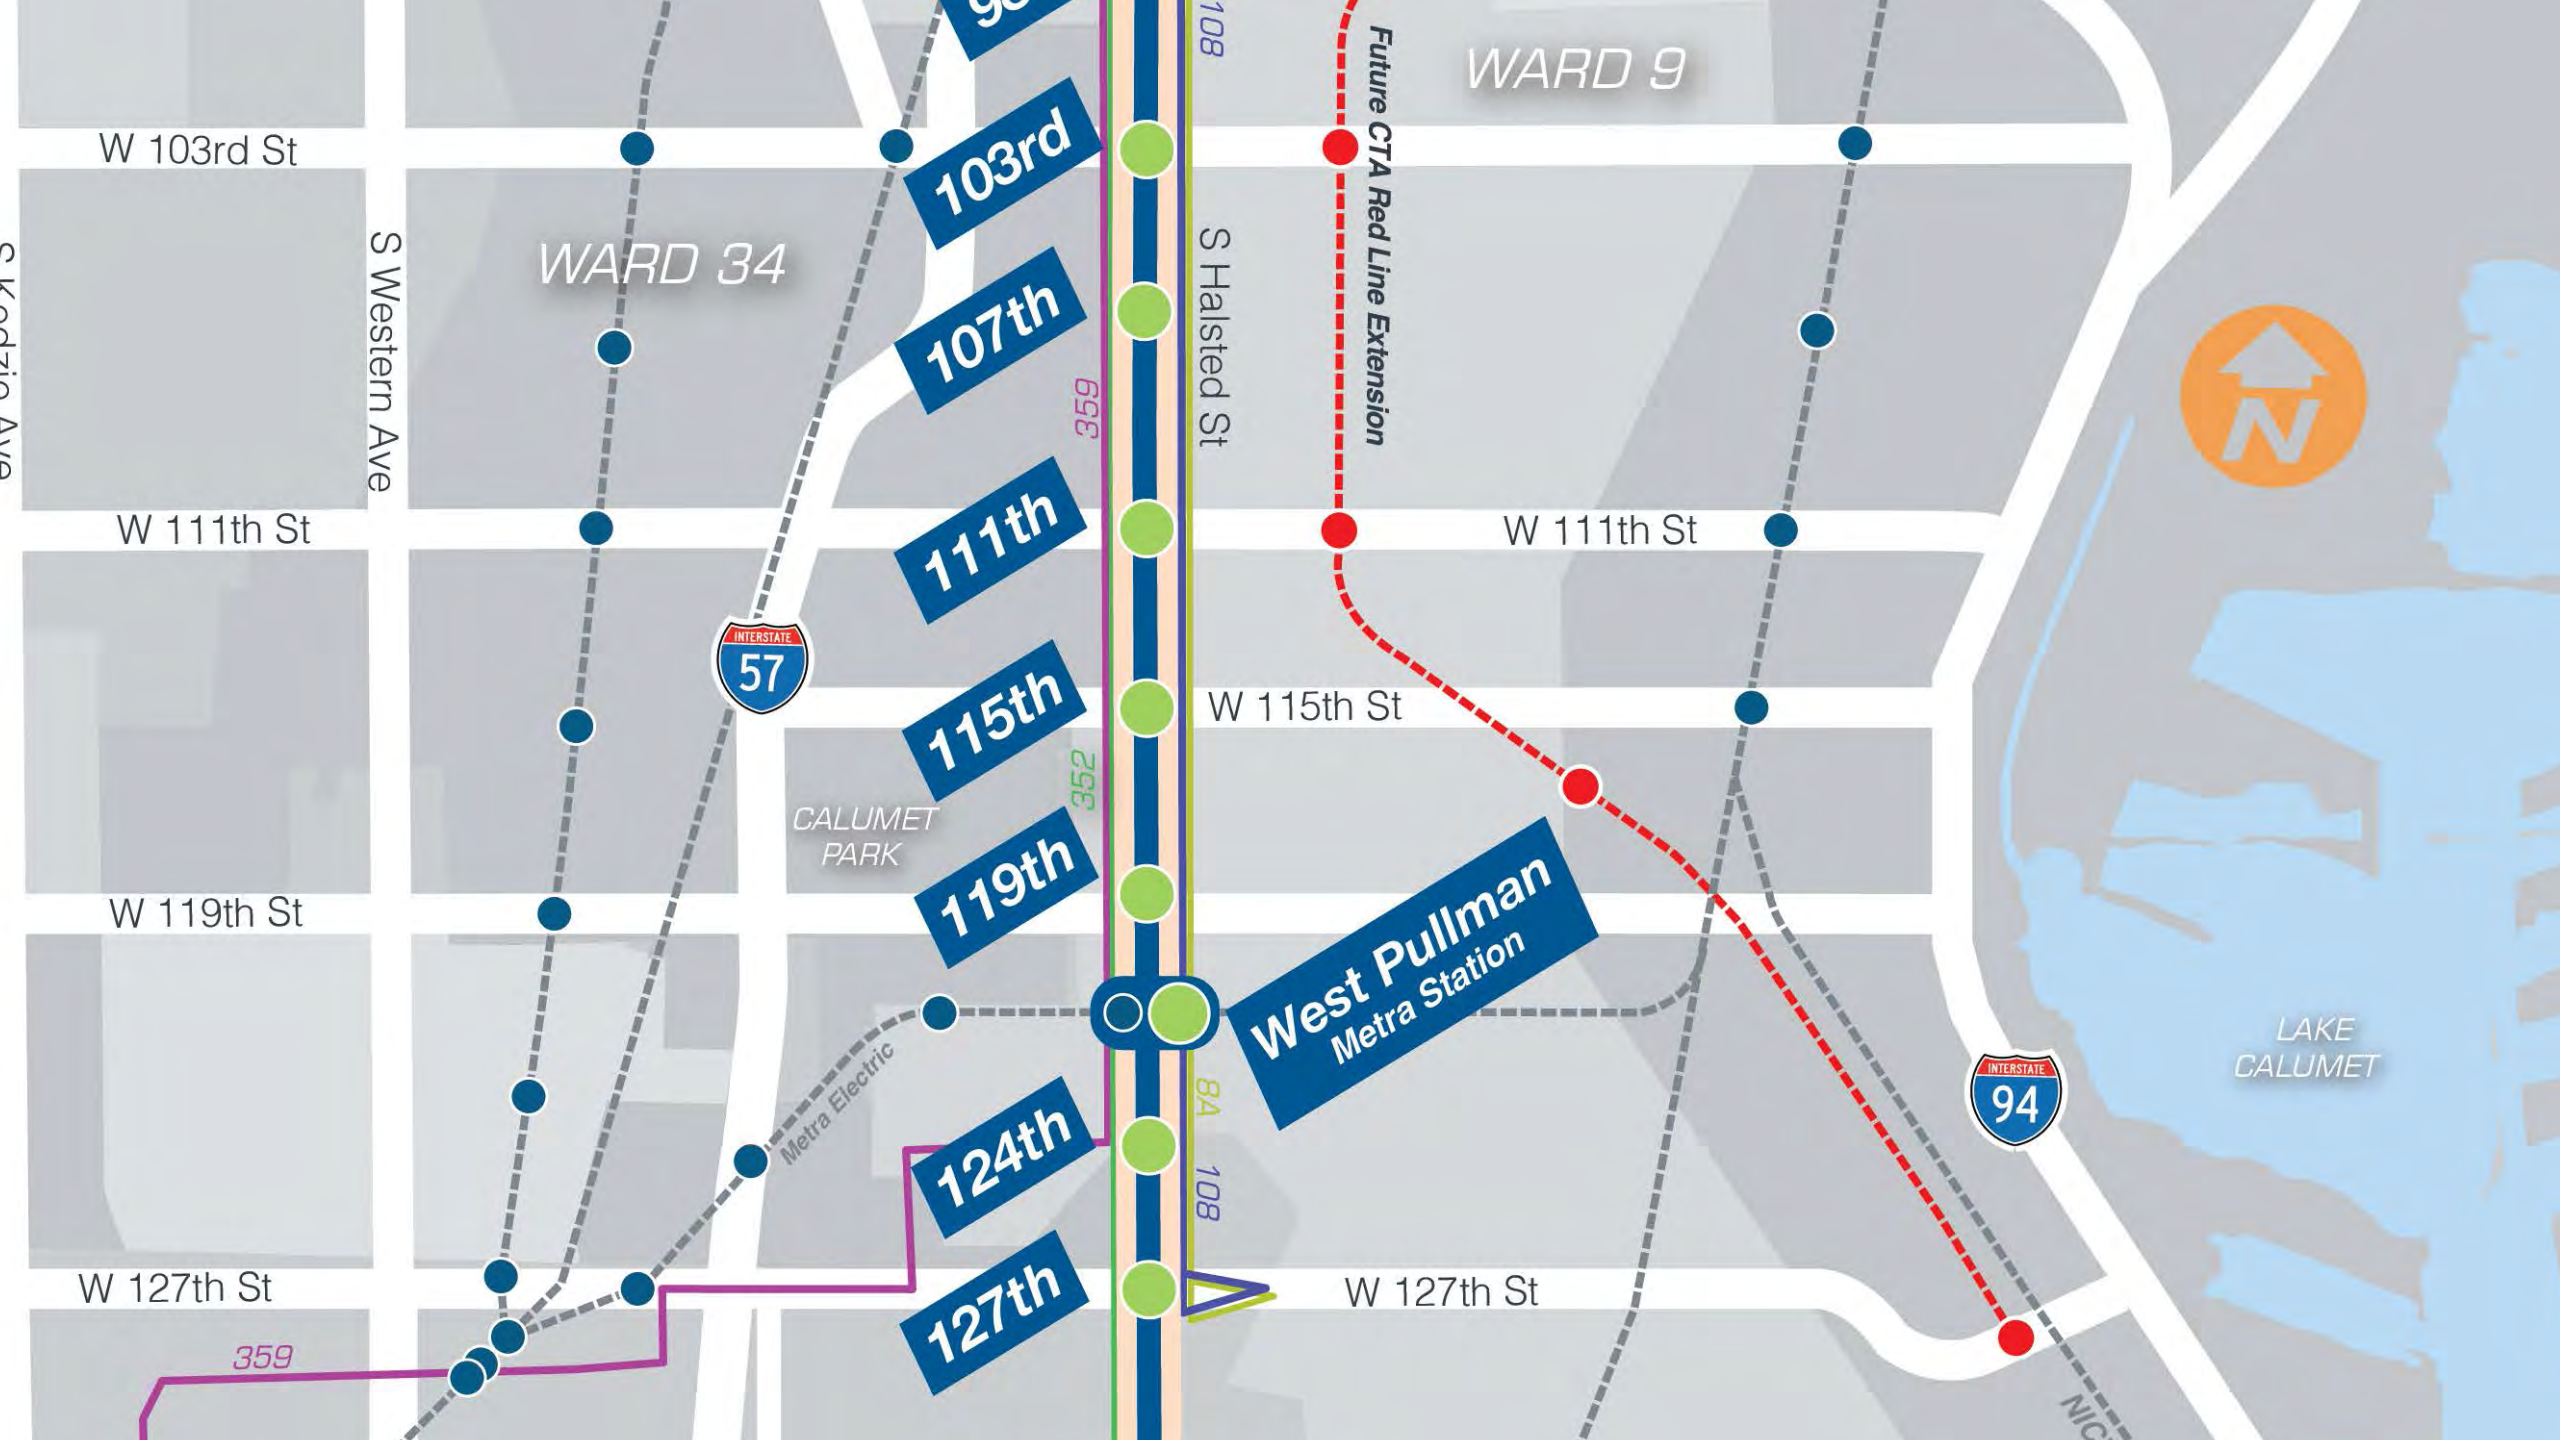 108
WARD 9
103rd
W 103rd St
Future CTA Red Line Extension
WARD 34
S Western Ave
S Halsted St
107th
N
359
W 111th St
111th
W 111th St
INTERSTATE
57
115th
W 115th St
352
CALUMET
PARK
119th
W 119th St
West Pullman
Metra Station
LAKE
CALUMET
INTERSTATE
94
Metra Electric
8A
124th
108
W 127th St
127th
W 127th St
359